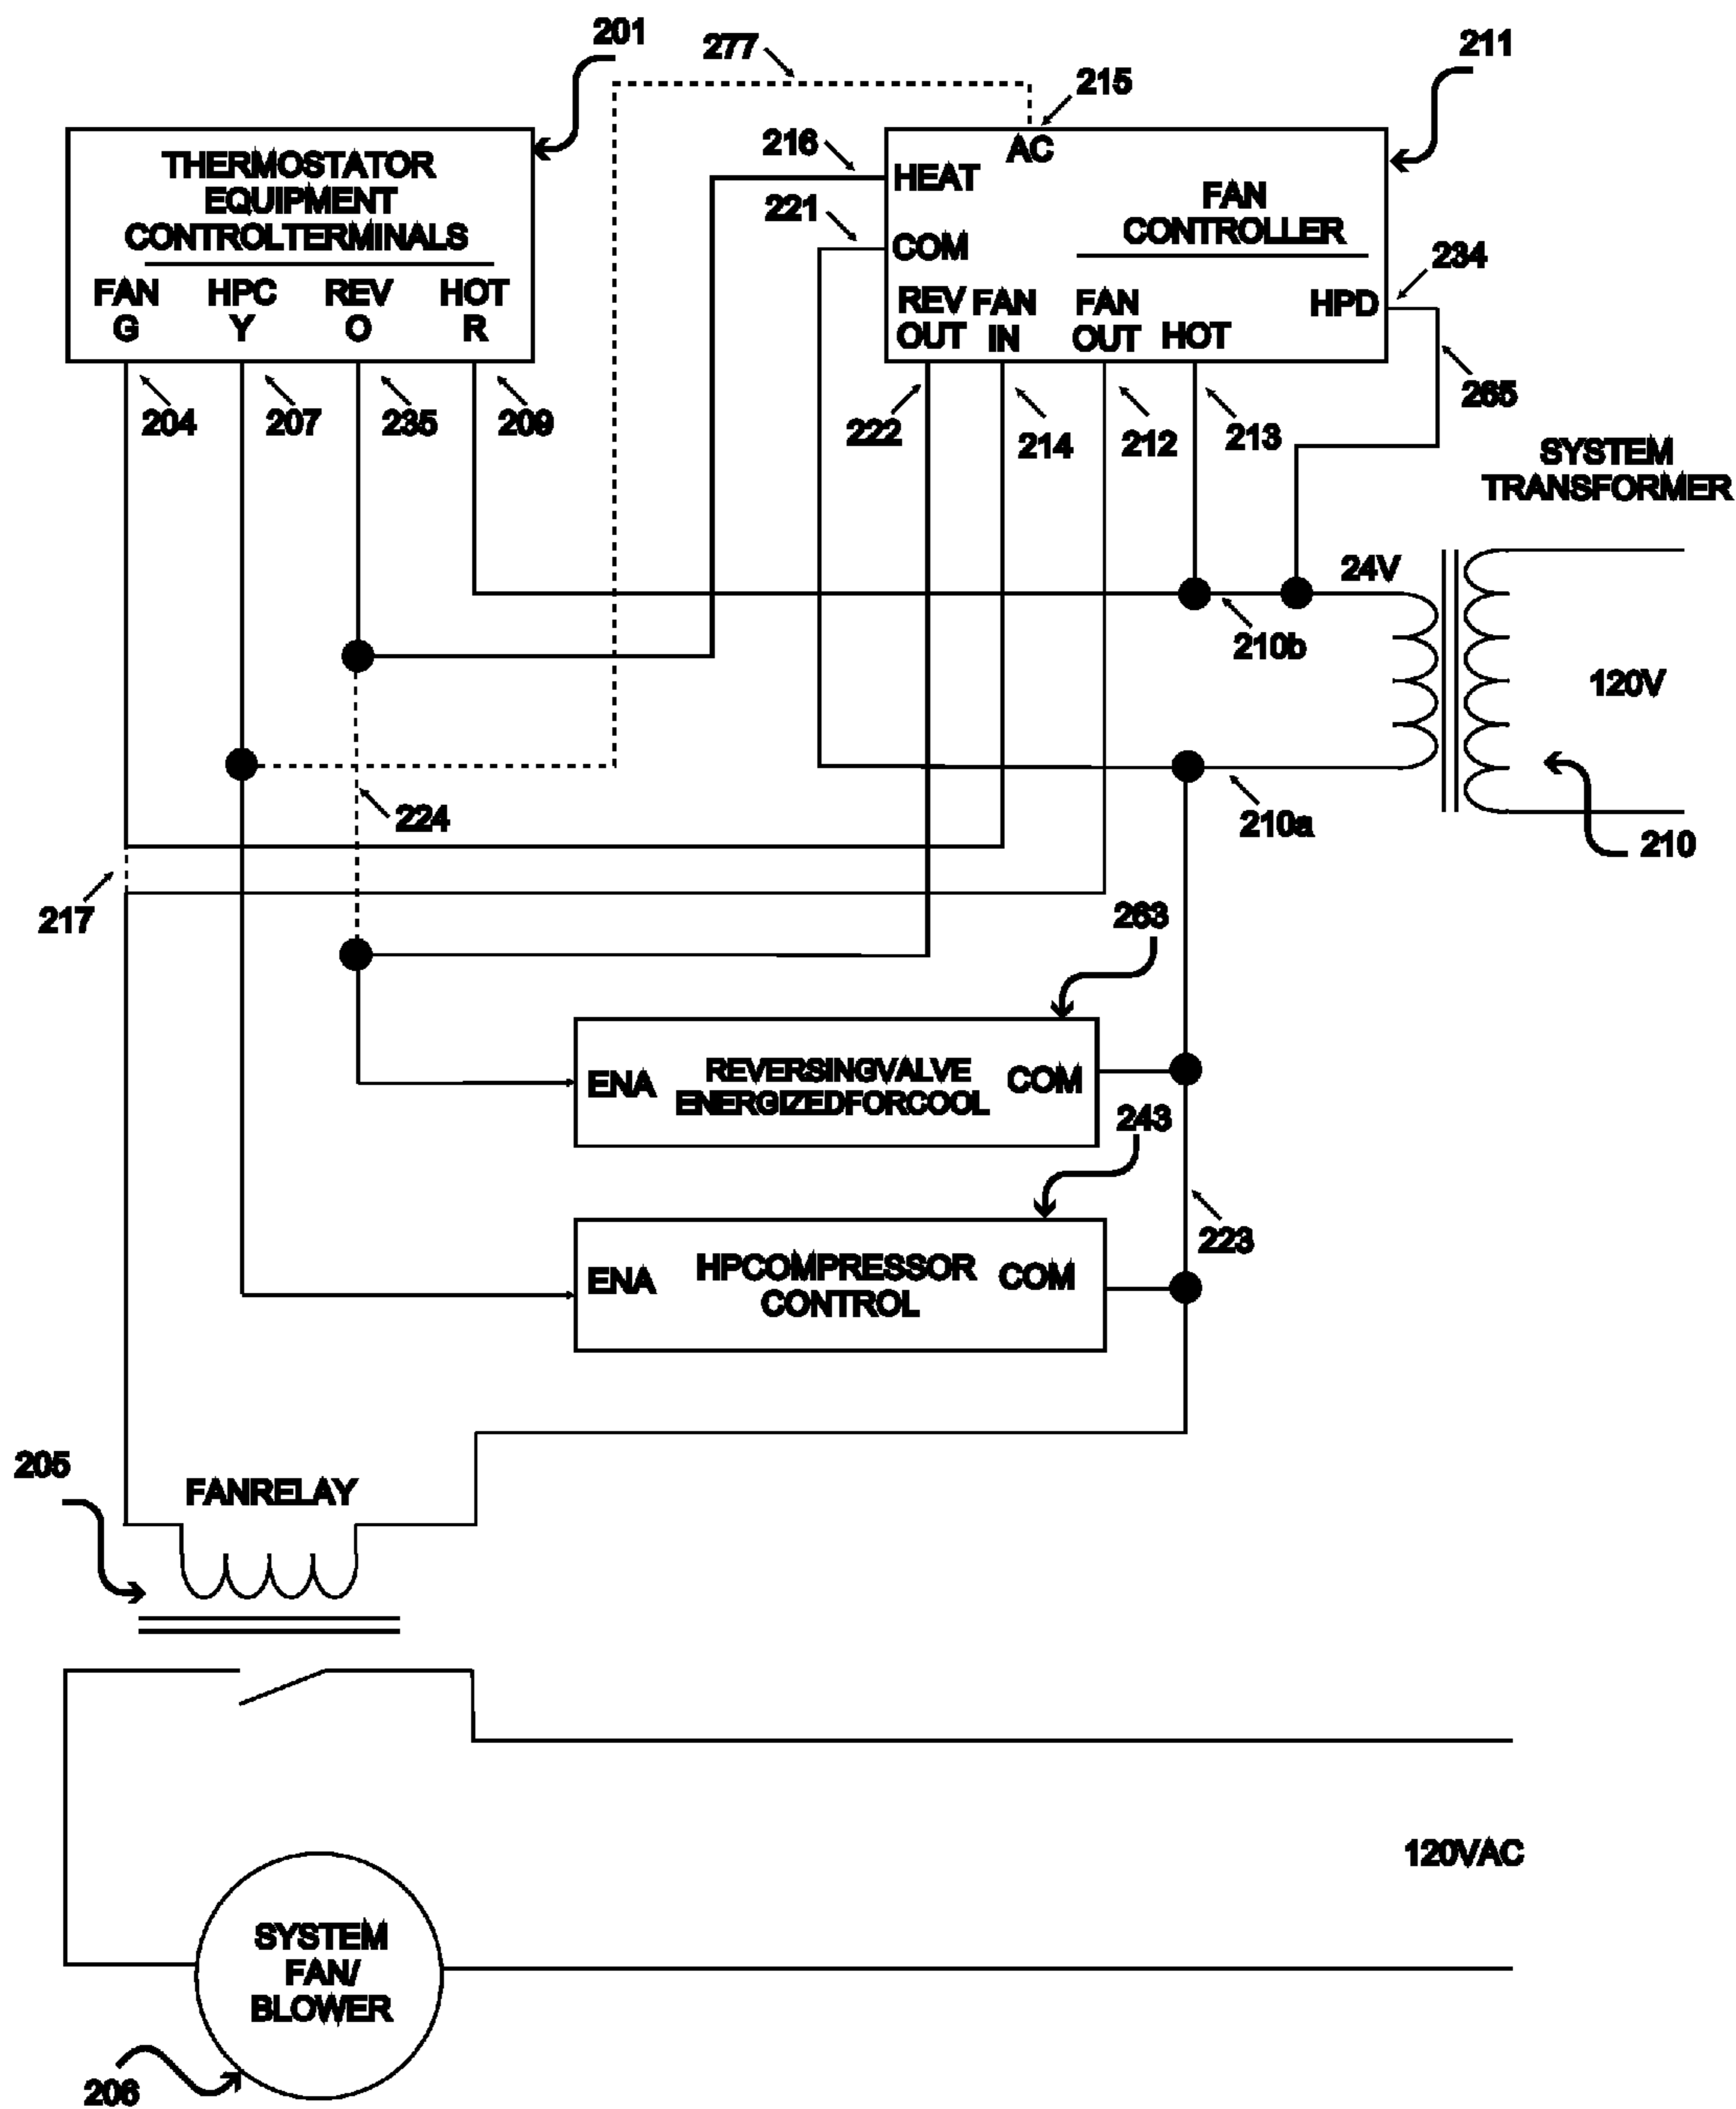 201
277
211
215
THERMOSTATOR
EQUIPMENT
CONTROLTERMINALS
FAN HPC REV HOT
G Y O R
216
AC
HEAT
FAN
CONTROLLER
221
COM
234
REV FAN FAN HPD
OUT IN OUT HOT
204 207 235 209
222 214 212 213
265
SYSTEM
TRANSFORMER
24V
210b
120V
224
210a
210
217
263
ENA REVERSINGVALVE COM
ENERGIZEDFORCOOL
243
223
ENA HPCOMPRESSOR COM
CONTROL
205
FANRELAY
120VAC
SYSTEM
FAN/
BLOWER
206